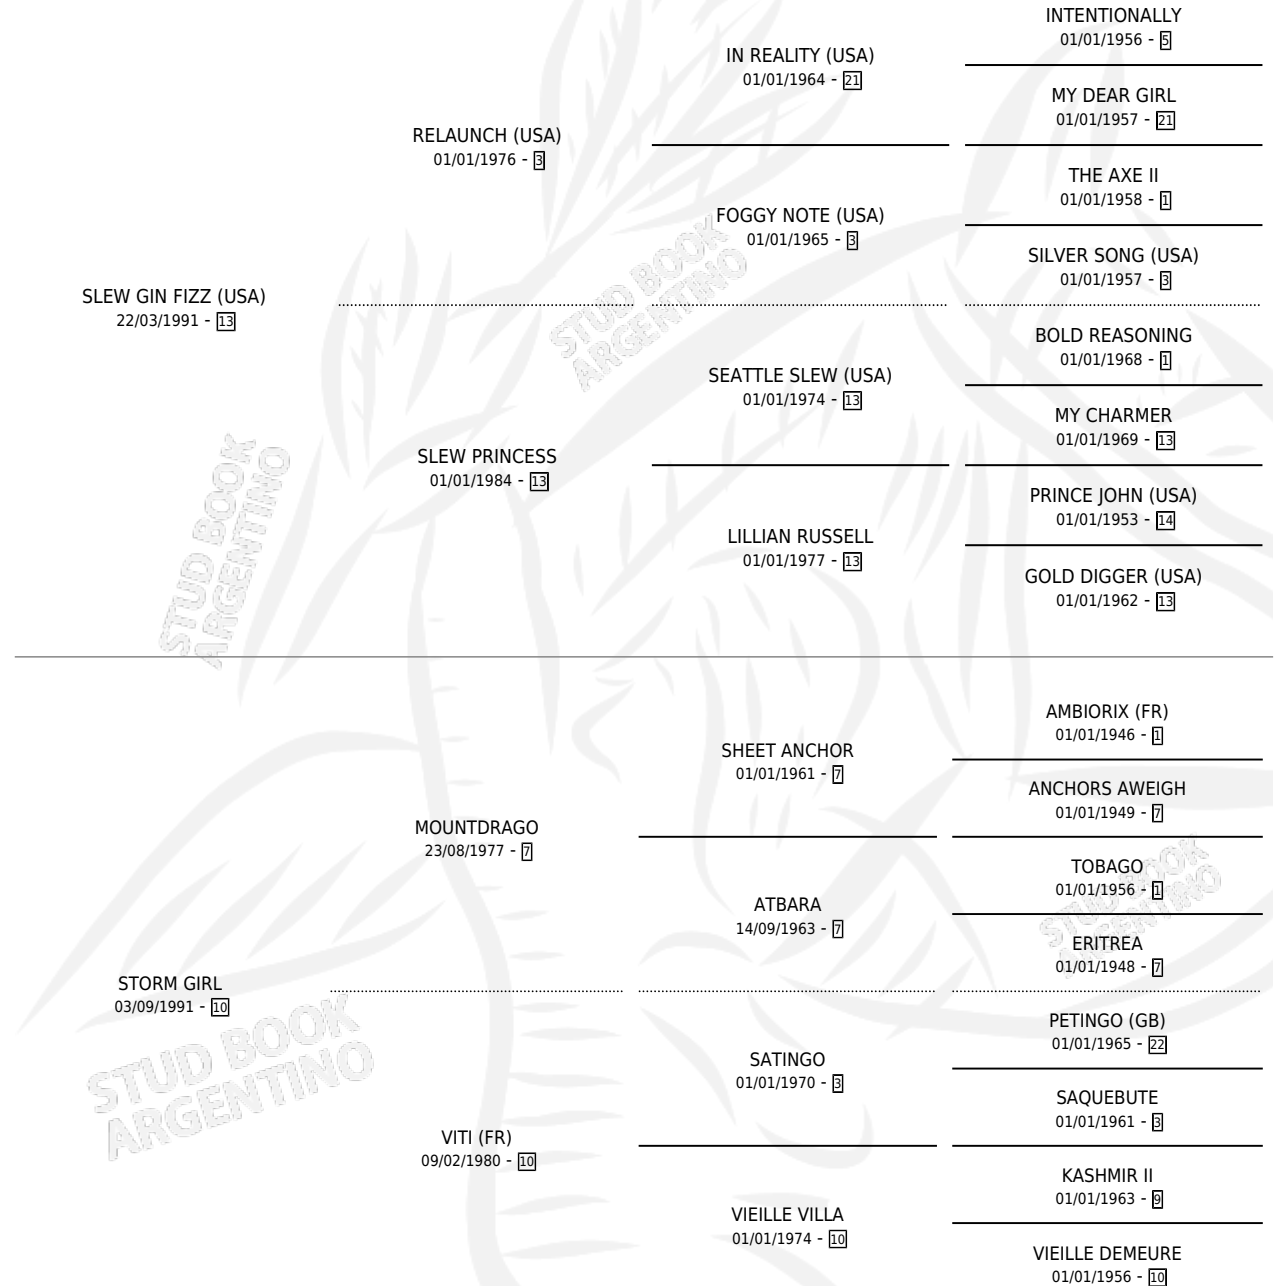 INTENTIONALLY
01/01/1956 - 5
IN REALITY (USA)
01/01/1964 - 21
MY DEAR GIRL
01/01/1957 - 21
RELAUNCH (USA)
01/01/1976 - 3
THE AXE II
01/01/1958 - 1
FOGGY NOTE (USA)
01/01/1965 - 3
SILVER SONG (USA)
01/01/1957 - 3
SLEW GIN FIZZ (USA)
22/03/1991 - 13
BOLD REASONING
01/01/1968 - 1
SEATTLE SLEW (USA)
01/01/1974 - 13
MY CHARMER
01/01/1969 - 13
SLEW PRINCESS
01/01/1984 - 13
PRINCE JOHN (USA)
01/01/1953 - 14
LILLIAN RUSSELL
01/01/1977 - 13
GOLD DIGGER (USA)
01/01/1962 - 13
AMBIORIX (FR)
01/01/1946 - 1
SHEET ANCHOR
01/01/1961 - 7
ANCHORS AWEIGH
01/01/1949 - 7
MOUNTDRAGO
23/08/1977 - 7
TOBAGO
01/01/1956 - 1
ATBARA
14/09/1963 - 7
ERITREA
01/01/1948 - 7
STORM GIRL
03/09/1991 - 10
PETINGO (GB)
01/01/1965 - 22
SATINGO
01/01/1970 - 3
SAQUEBUTE
01/01/1961 - 3
VITI (FR)
09/02/1980 - 10
KASHMIR II
01/01/1963 - 9
VIEILLE VILLA
01/01/1974 - 10
VIEILLE DEMEURE
01/01/1956 - 10
STUD BOOK
ARGENTINO
STUD BOOK
ARGENTINO
STUD BOOK
ARGENTINO
STUD BOOK
ARGENTINO